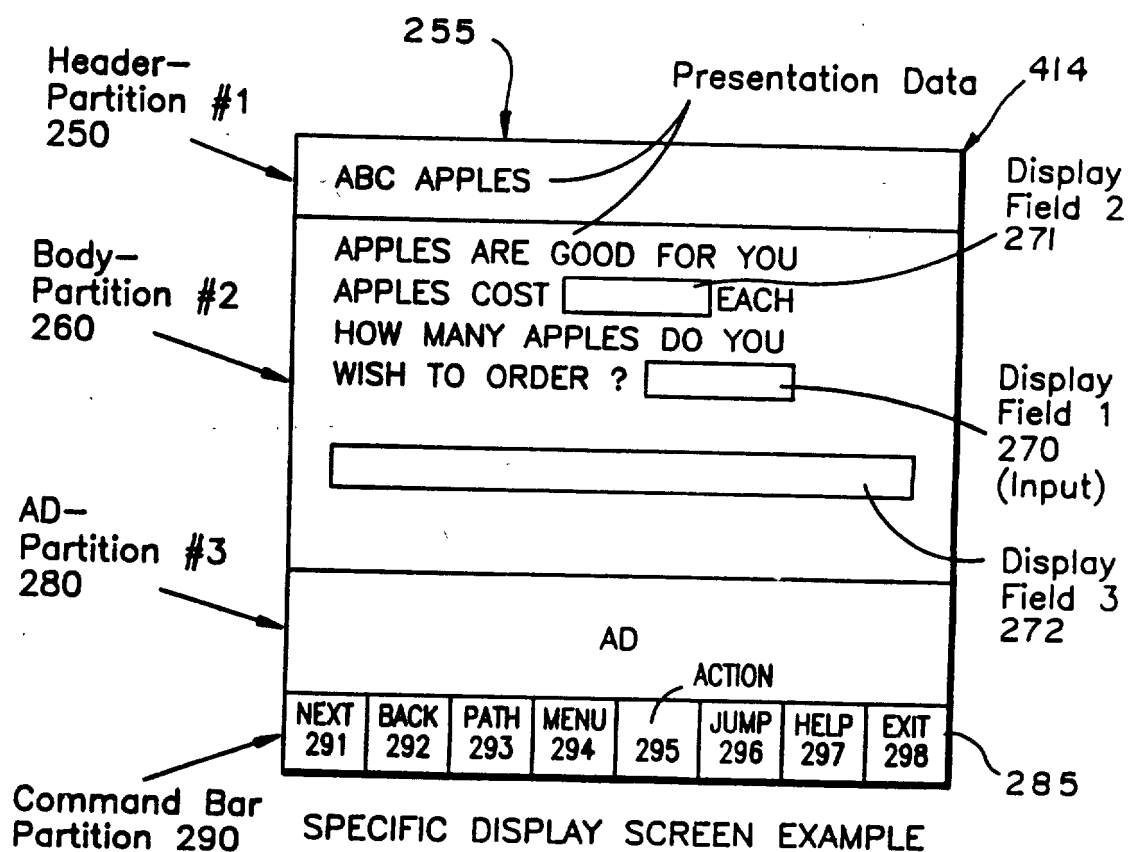 255
Header–
Partition #1
250
Presentation Data
414
ABC APPLES
Display
Field 2
271
Body–
Partition #2
260
APPLES ARE GOOD FOR YOU
APPLES COST EACH
HOW MANY APPLES DO YOU
WISH TO ORDER ?
Display
Field 1
270
(Input)
AD–
Partition #3
280
Display
Field 3
272
AD
ACTION
NEXT 291
BACK 292
PATH 293
MENU 294
295
JUMP 296
HELP 297
EXIT 298
285
Command Bar
Partition 290
SPECIFIC DISPLAY SCREEN EXAMPLE